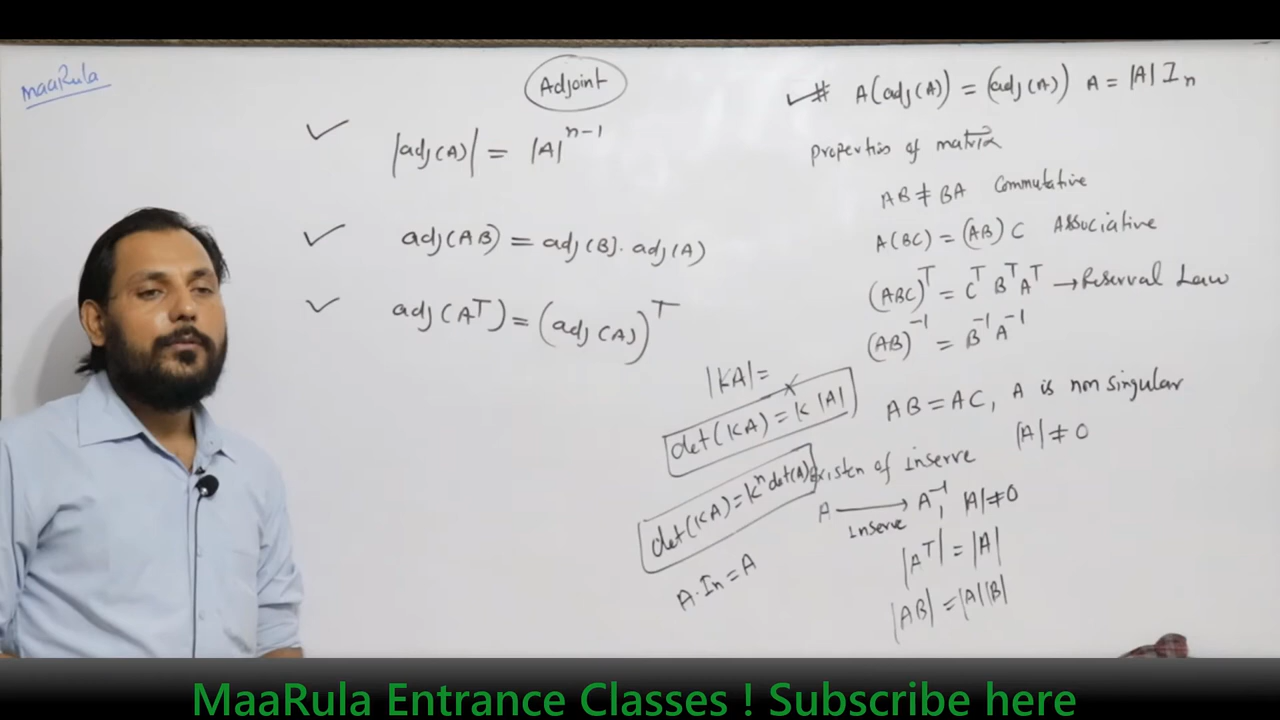 maaRula
Adjoint
|adj(A)| = |A|^{n-1}
adj(AB) = adj(B). adj(A)
adj(A^T) = (adj(A))^T
# A(adj(A)) = (adj(A)) A = |A| I_n
properties of matrix
AB ≠ BA Commutative
A(BC) = (AB) C Associative
(ABC)^T = C^T B^T A^T → Reserval Law
(AB)^{-1} = B^{-1} A^{-1}
|KA| =
det(KA) = K |A|
AB = AC, A is non singular
|A| ≠ 0
det(KA) = K^n det(A)
existen of Inserve
A → A^{-1}, |A| ≠ 0
Inserve
A. In = A
|A^T| = |A|
|AB| = |A||B|
MaaRula Entrance Classes ! Subscribe here